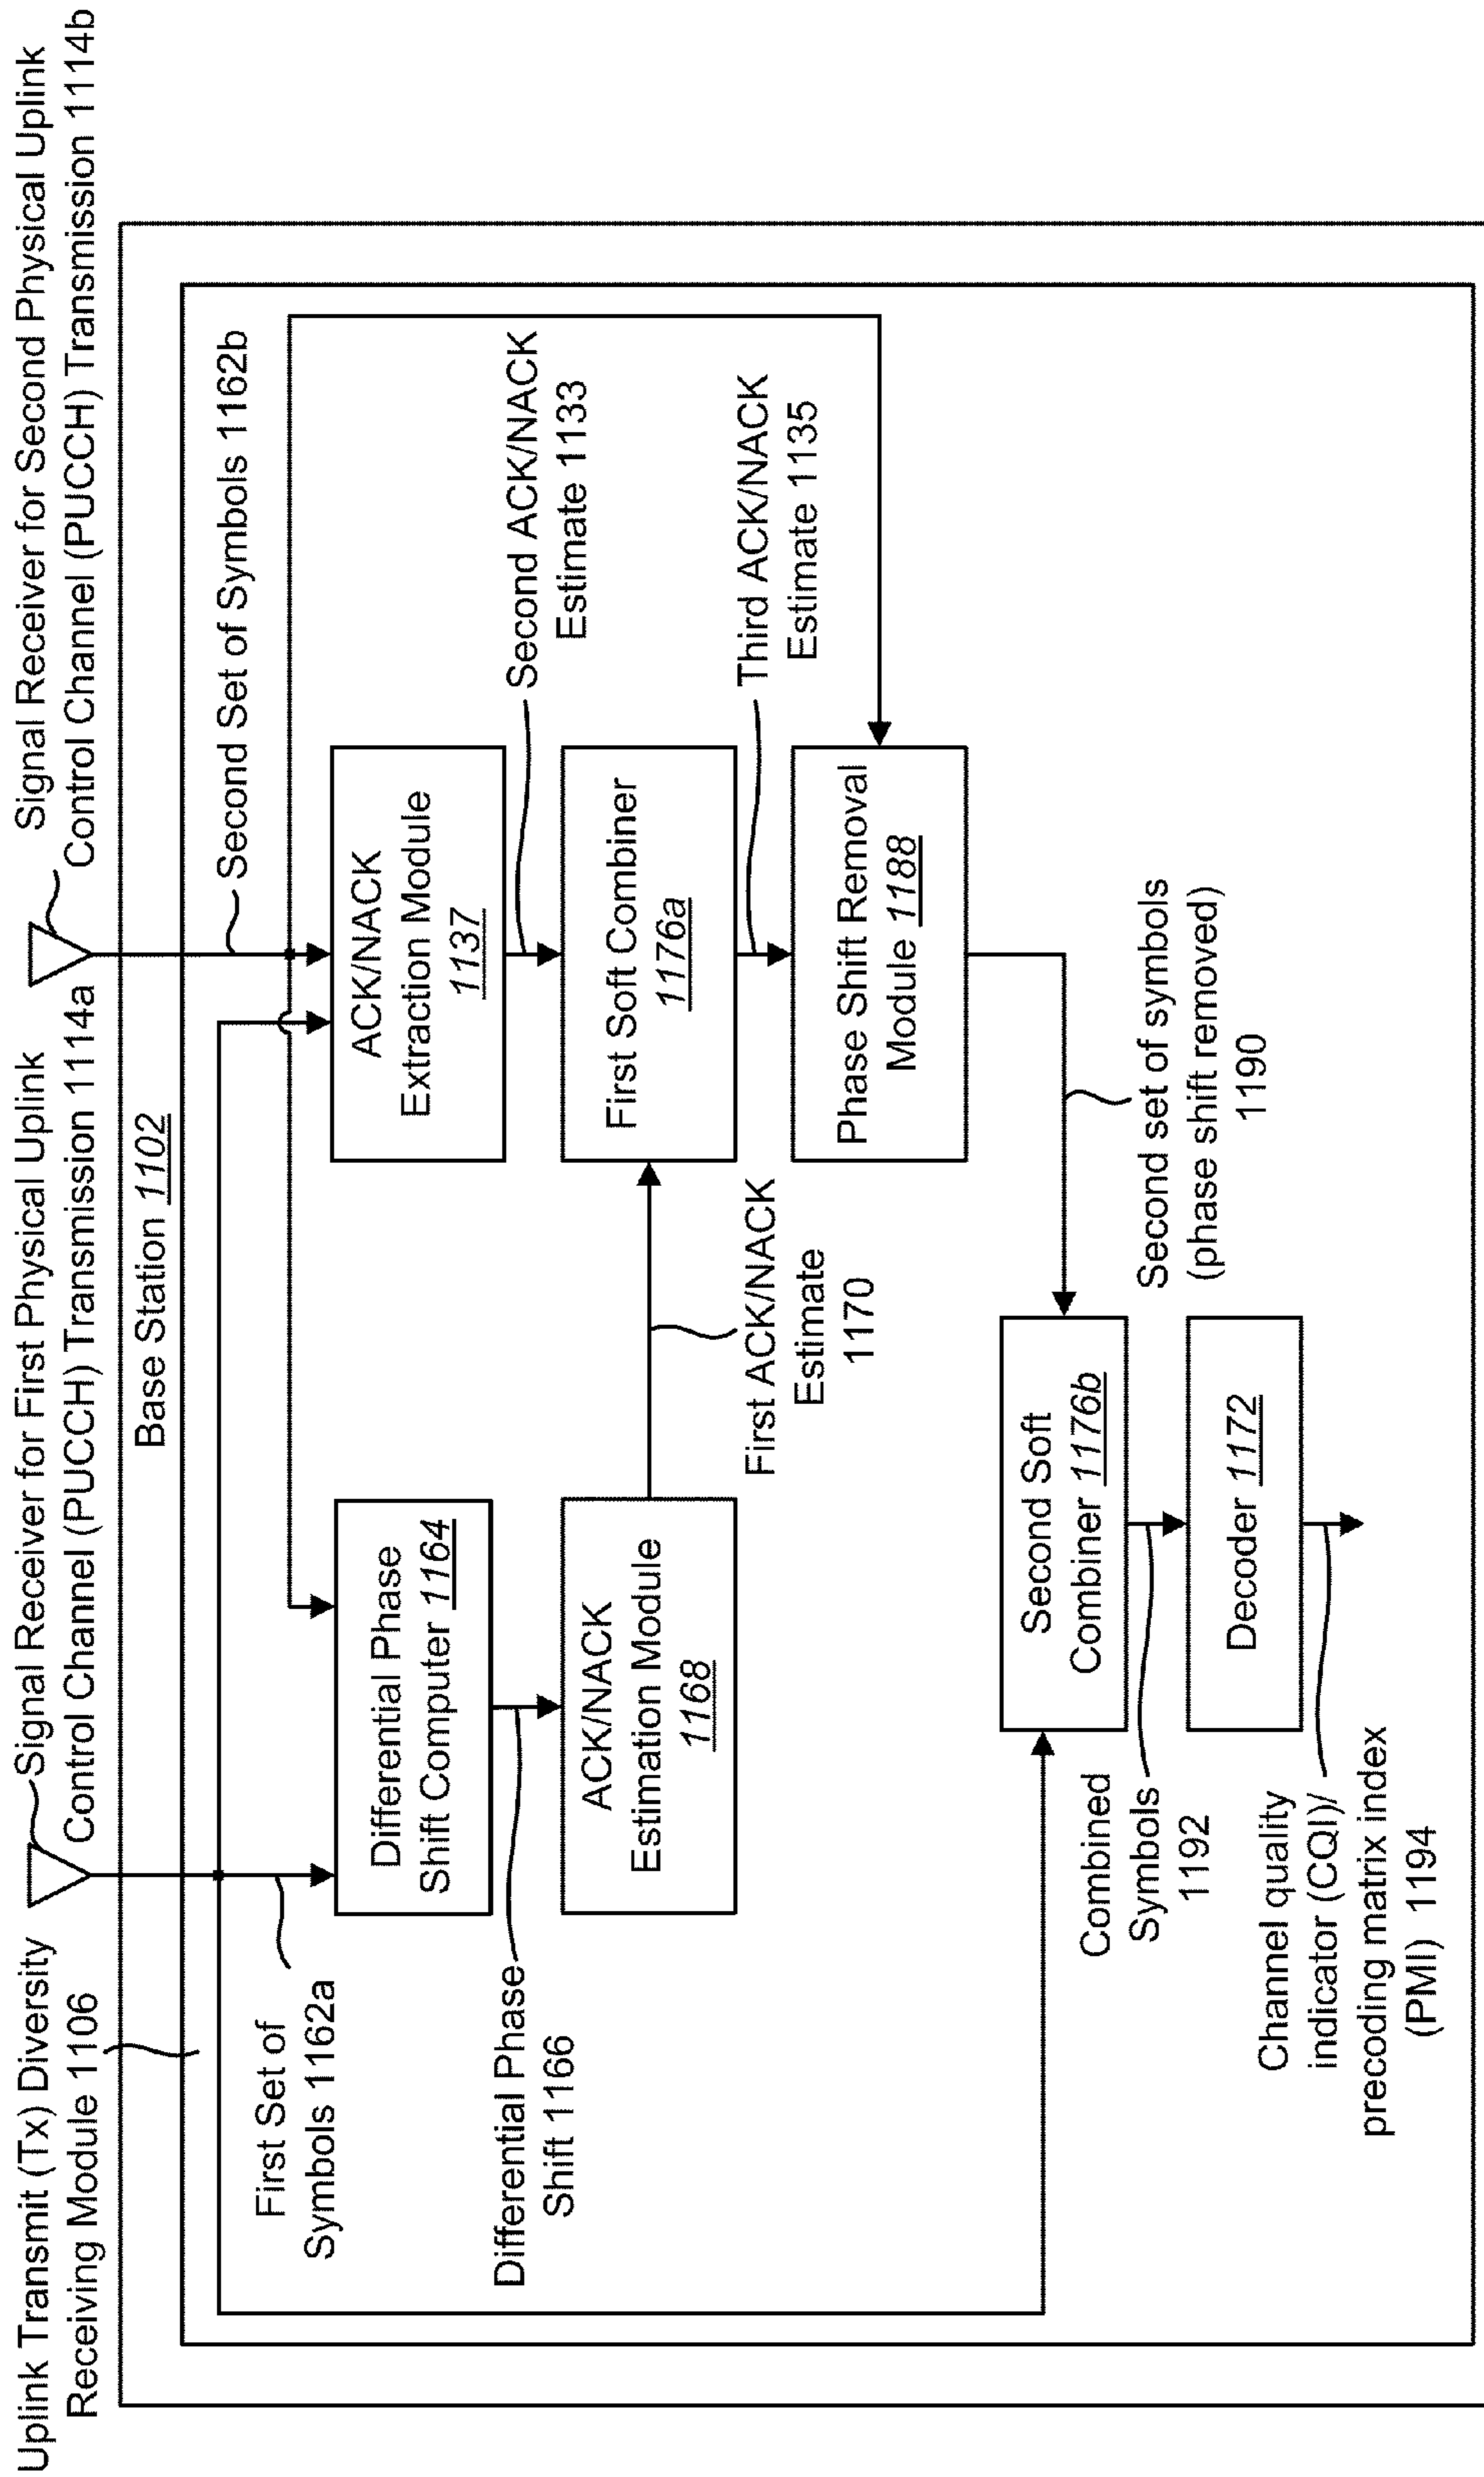 Uplink Transmit (Tx) Diversity
Receiving Module 1106
Signal Receiver for First Physical Uplink
Control Channel (PUCCH) Transmission 1114a
Signal Receiver for Second Physical Uplink
Control Channel (PUCCH) Transmission 1114b
Base Station 1102
First Set of
Symbols 1162a
Second Set of Symbols 1162b
Differential Phase
Shift Computer 1164
ACK/NACK
Extraction Module
1137
Differential Phase
Shift 1166
Second ACK/NACK
Estimate 1133
ACK/NACK
Estimation Module
1168
First Soft Combiner
1176a
First ACK/NACK
Estimate
1170
Third ACK/NACK
Estimate 1135
Phase Shift Removal
Module 1188
Second Soft
Combiner 1176b
Second set of symbols
(phase shift removed)
1190
Combined
Symbols
1192
Decoder 1172
Channel quality
indicator (CQI)/
precoding matrix index
(PMI) 1194